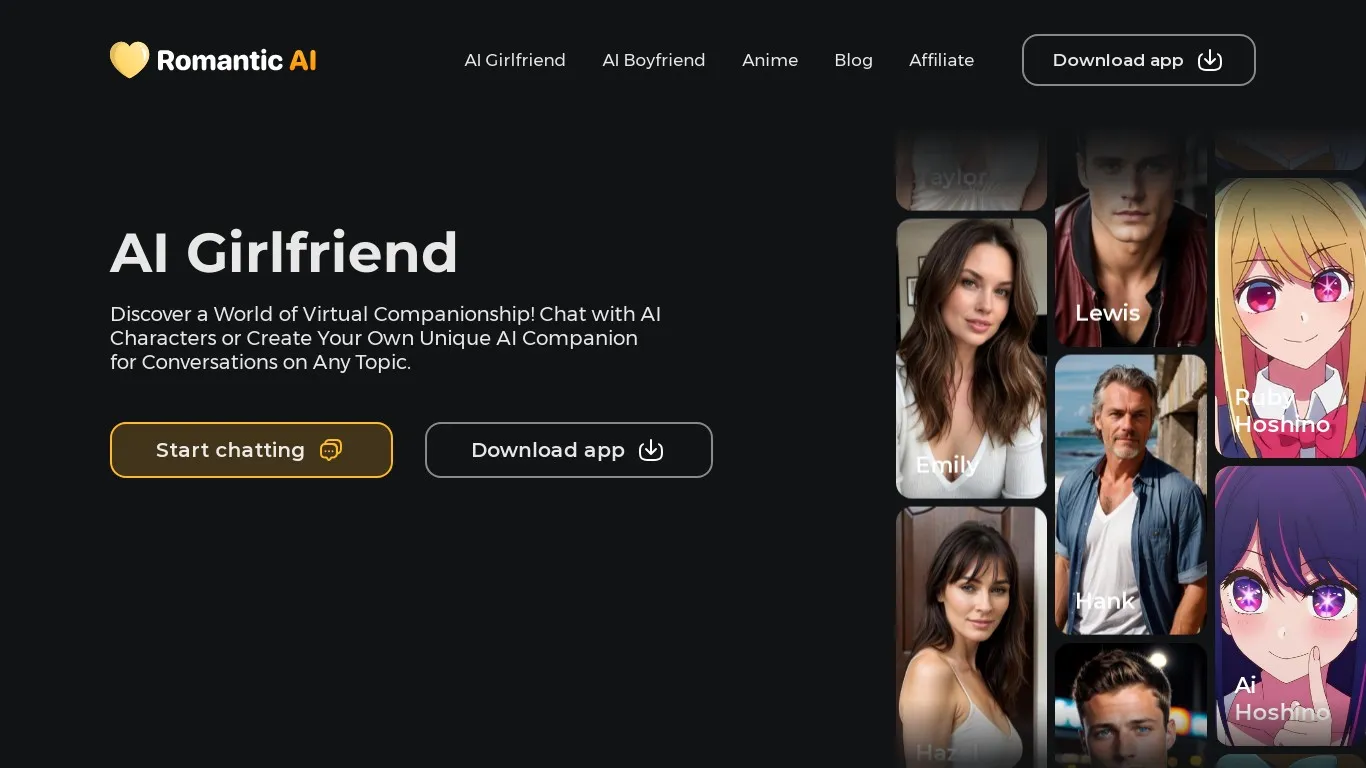 Romantic AI
AI Girlfriend
AI Boyfriend
Anime
Blog
Affiliate
Download app
AI Girlfriend
Discover a World of Virtual Companionship! Chat with AI
Characters or Create Your Own Unique AI Companion
for Conversations on Any Topic.
Start chatting
Download app
Taylor
Emily
Hazel
Lewis
Hank
Ruby
Hoshino
Ai
Hoshino